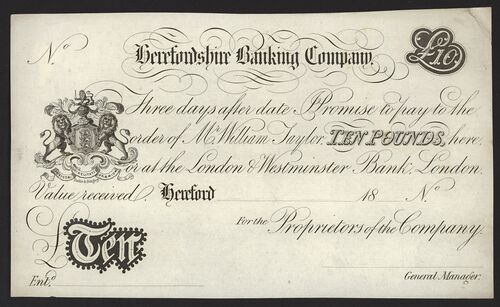 No Herefordshire Banking Company, £10
Three days after date I Promise to pay to the
order of Mr. William Taylor, TEN POUNDS, here,
or at the London & Westminster Bank, London.
Value received. Hereford 18 No
For the Proprietors of the Company.
£ Ten
Entd. General Manager.